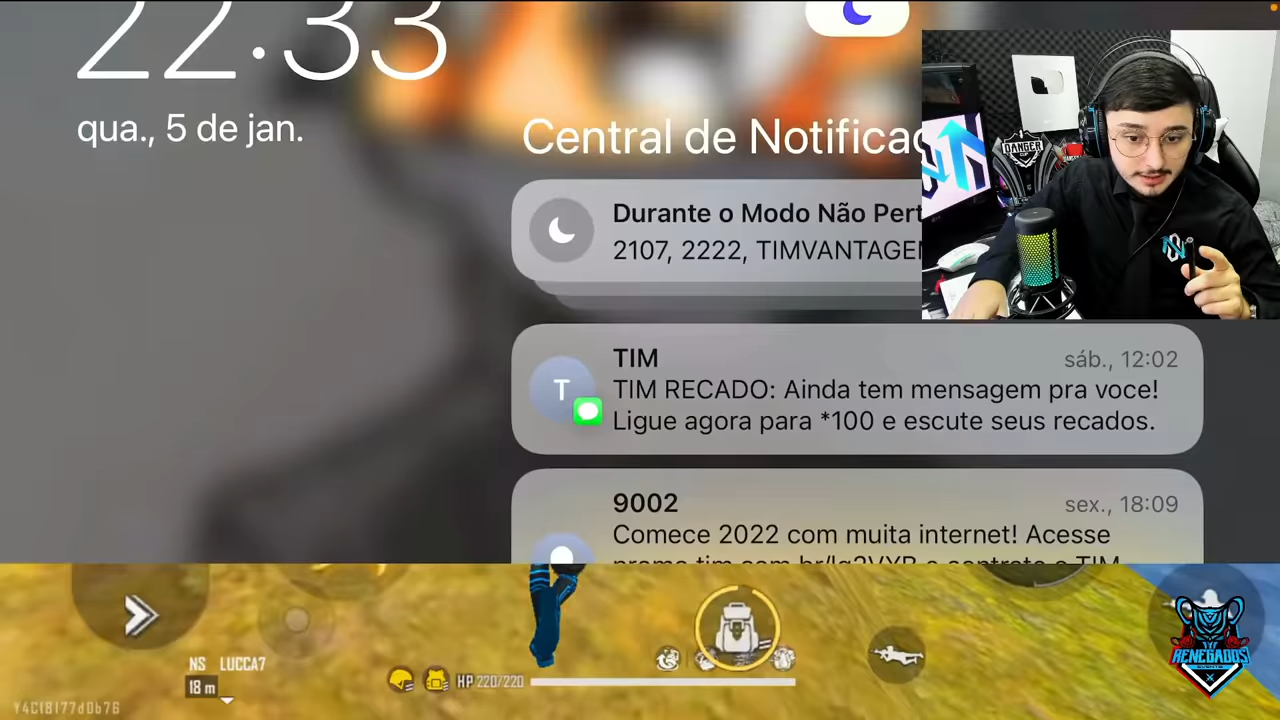 22:33
qua., 5 de jan.
Central de Notificaç
Durante o Modo Não Pert
2107, 2222, TIMVANTAGEN
TIM
sáb., 12:02
T
TIM RECADO: Ainda tem mensagem pra voce!
Ligue agora para *100 e escute seus recados.
9002
sex., 18:09
Comece 2022 com muita internet! Acesse
DANGER
NS LUCCA7
18 m
HP 220/220
RENEGADOS